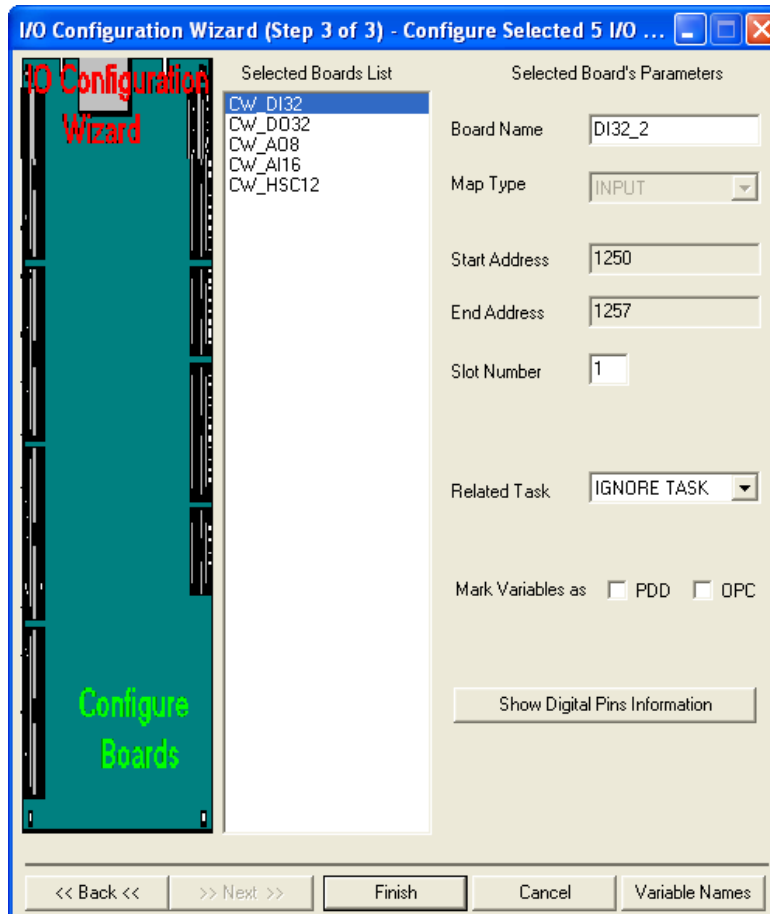 I/O Configuration Wizard (Step 3 of 3) - Configure Selected 5 I/O ...
IO Configuration
Wizard
Configure
Boards
Selected Boards List
CW_DI32
CW_DO32
CW_AO8
CW_AI16
CW_HSC12
Selected Board's Parameters
Board Name DI32_2
Map Type INPUT
Start Address 1250
End Address 1257
Slot Number 1
Related Task IGNORE TASK
Mark Variables as PDD OPC
Show Digital Pins Information
<< Back << >> Next >> Finish Cancel Variable Names